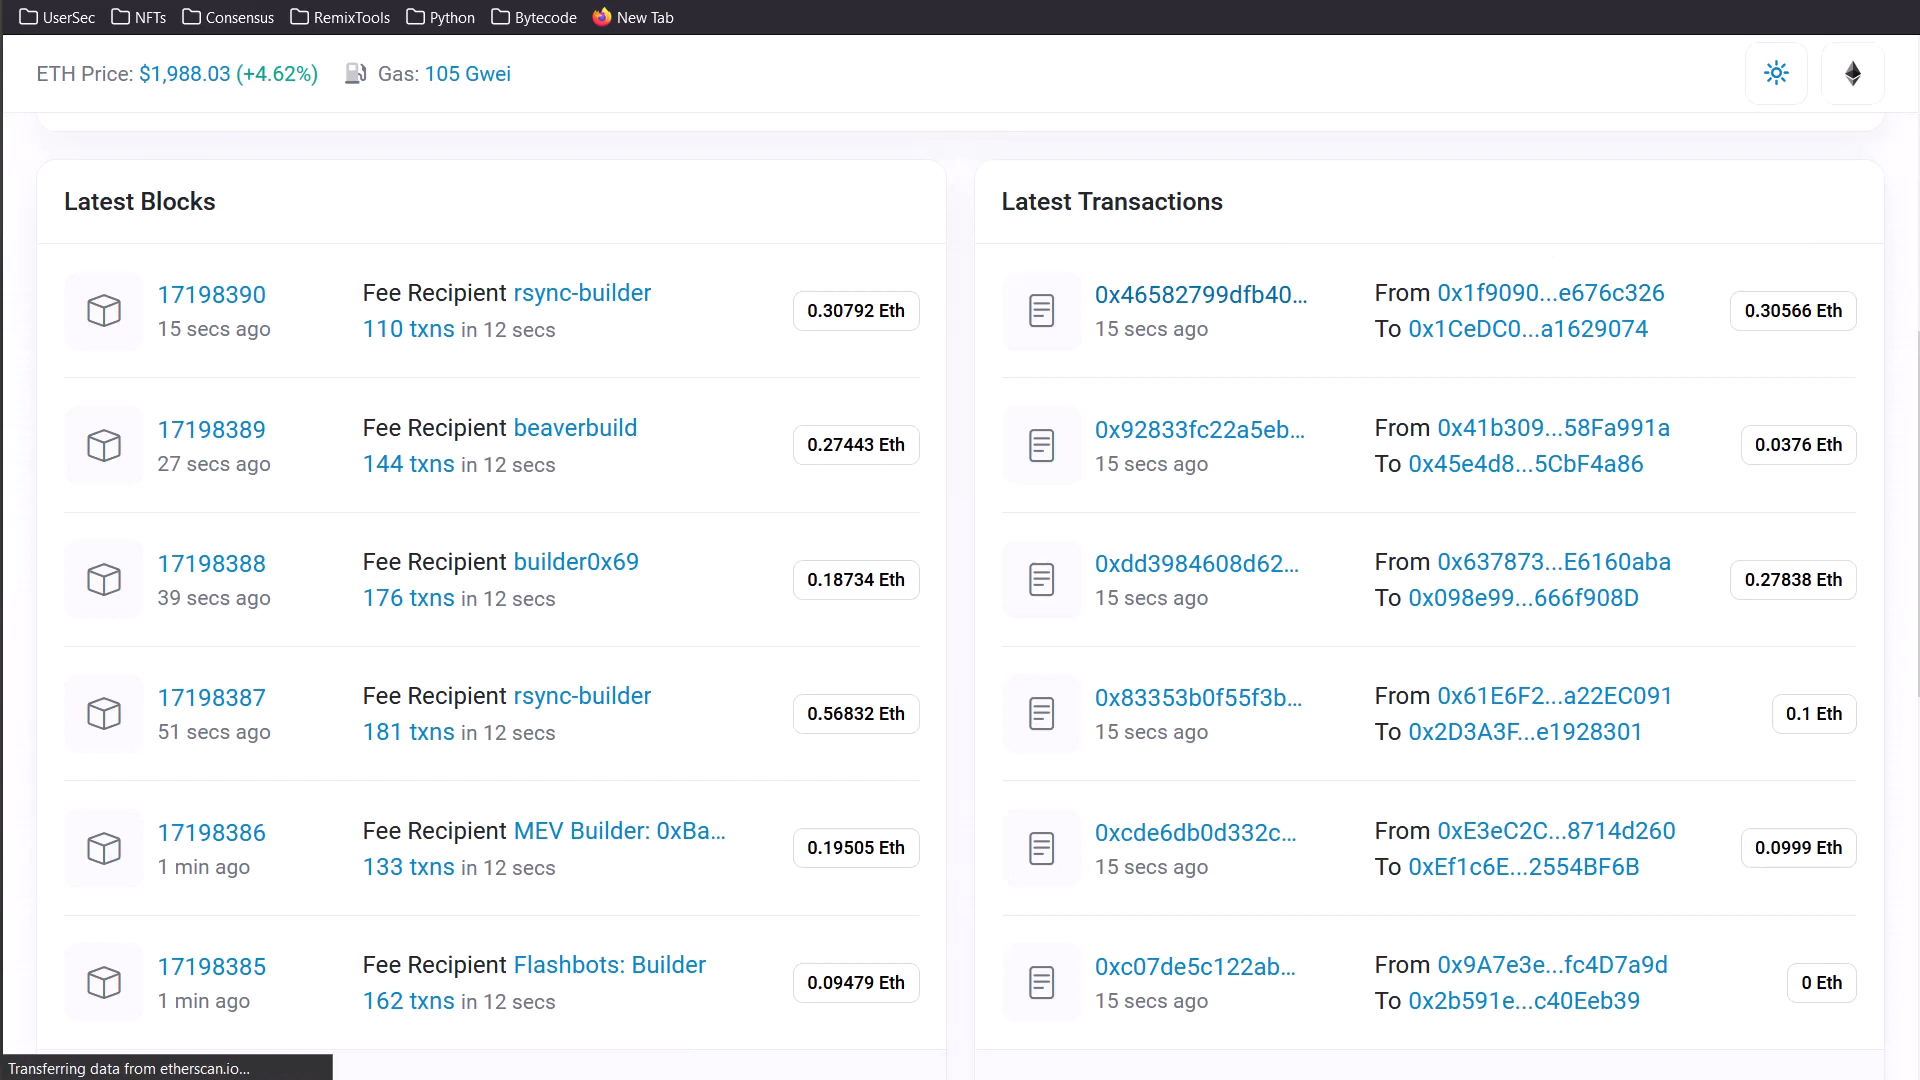 UserSec NFTs Consensus RemixTools Python Bytecode New Tab
ETH Price: $1,988.03 (+4.62%) Gas: 105 Gwei
Latest Blocks
17198390
15 secs ago
Fee Recipient rsync-builder
110 txns in 12 secs
0.30792 Eth
17198389
27 secs ago
Fee Recipient beaverbuild
144 txns in 12 secs
0.27443 Eth
17198388
39 secs ago
Fee Recipient builder0x69
176 txns in 12 secs
0.18734 Eth
17198387
51 secs ago
Fee Recipient rsync-builder
181 txns in 12 secs
0.56832 Eth
17198386
1 min ago
Fee Recipient MEV Builder: 0xBa...
133 txns in 12 secs
0.19505 Eth
17198385
1 min ago
Fee Recipient Flashbots: Builder
162 txns in 12 secs
0.09479 Eth
Latest Transactions
0x46582799dfb40...
15 secs ago
From 0x1f9090...e676c326
To 0x1CeDC0...a1629074
0.30566 Eth
0x92833fc22a5eb...
15 secs ago
From 0x41b309...58Fa991a
To 0x45e4d8...5CbF4a86
0.0376 Eth
0xdd3984608d62...
15 secs ago
From 0x637873...E6160aba
To 0x098e99...666f908D
0.27838 Eth
0x83353b0f55f3b...
15 secs ago
From 0x61E6F2...a22EC091
To 0x2D3A3F...e1928301
0.1 Eth
0xcde6db0d332c...
15 secs ago
From 0xE3eC2C...8714d260
To 0xEf1c6E...2554BF6B
0.0999 Eth
0xc07de5c122ab...
15 secs ago
From 0x9A7e3e...fc4D7a9d
To 0x2b591e...c40Eeb39
0 Eth
Transferring data from etherscan.io...